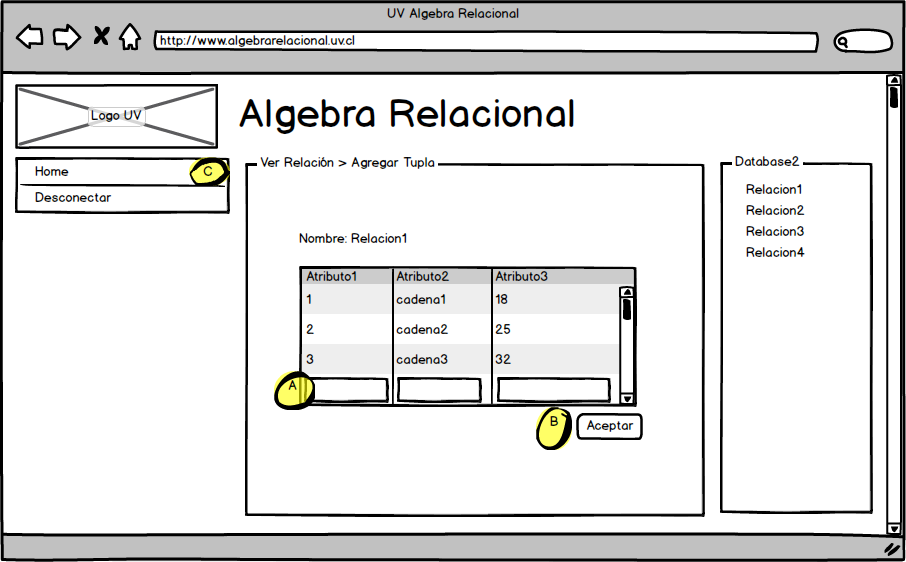 UV Algebra Relacional
http://www.algebrarelacional.uv.cl
Logo UV
Algebra Relacional
Home
C
Desconectar
Ver Relación > Agregar Tupla
Nombre: Relacion1
Atributo1 Atributo2 Atributo3
1 cadena1 18
2 cadena2 25
3 cadena3 32
A
B
Aceptar
Database2
Relacion1
Relacion2
Relacion3
Relacion4